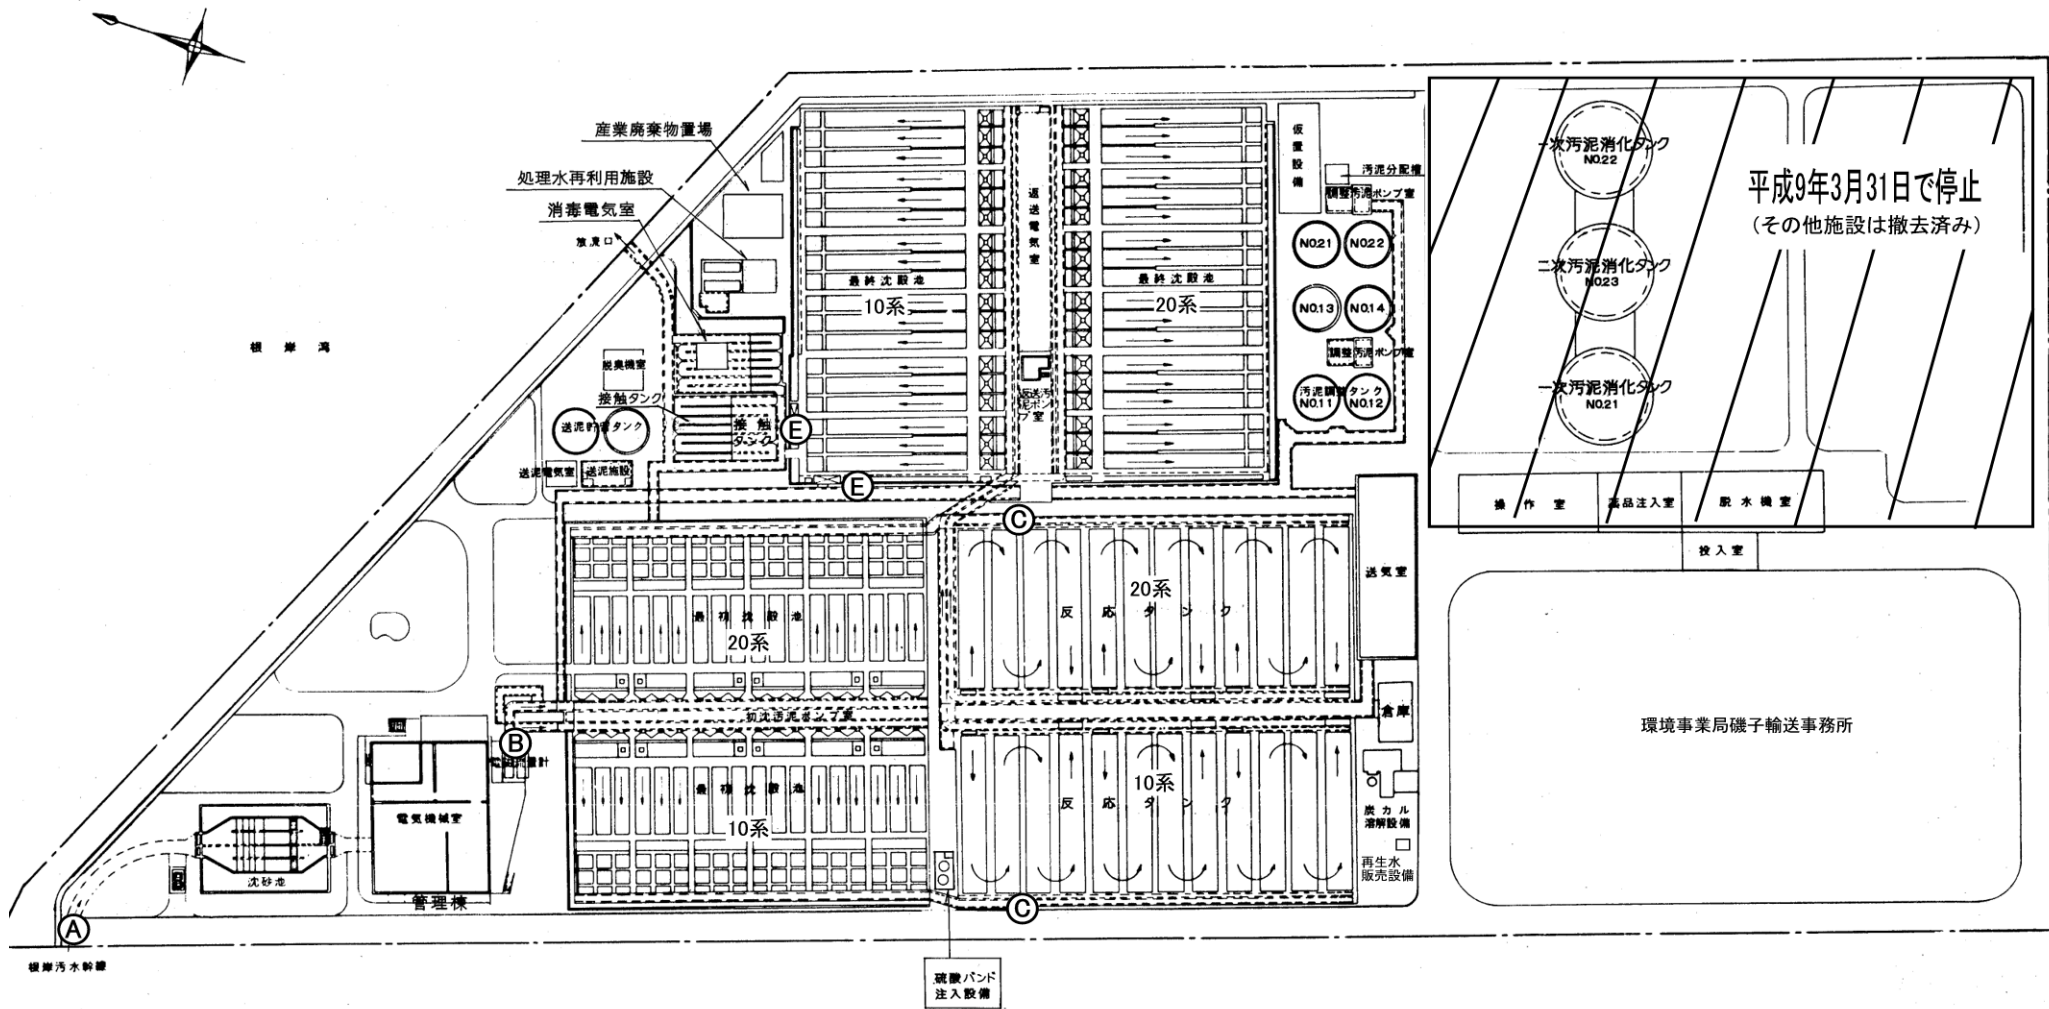 産業廃棄物置場
処理水再利用施設
消毒電気室
放流口
根岸湾
脱臭機室
接触タンク
接触
タンク
送泥貯留タンク
送泥電気室
送泥施設
最終沈殿池
10系
返送電気室
返送汚泥ポンプ室
最終沈殿池
20系
仮置設備
汚泥分配槽
調整汚泥ポンプ室
NO.21
NO.22
NO.13
NO.14
調整汚泥ポンプ室
汚泥調整タンク
NO.11
NO.12
一次汚泥消化タンク
NO.22
二次汚泥消化タンク
NO.23
一次汚泥消化タンク
NO.21
平成9年3月31日で停止
(その他施設は撤去済み)
操作室
薬品注入室
脱水機室
投入室
環境事業局磯子輸送事務所
E
E
C
最初沈殿池
20系
20系
反応タンク
送気室
初沈汚泥ポンプ室
倉庫
B
電磁流量計
最初沈殿池
10系
10系
反応タンク
炭カル
溶解設備
再生水
販売設備
電気機械室
管理棟
沈砂池
A
C
根岸汚水幹線
硫酸バンド
注入設備